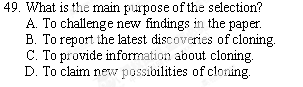 49. What is the main purpose of the selection?
A. To challenge new findings in the paper.
B. To report the latest discoveries of cloning.
C. To provide information about cloning.
D. To claim new possibilities of cloning.